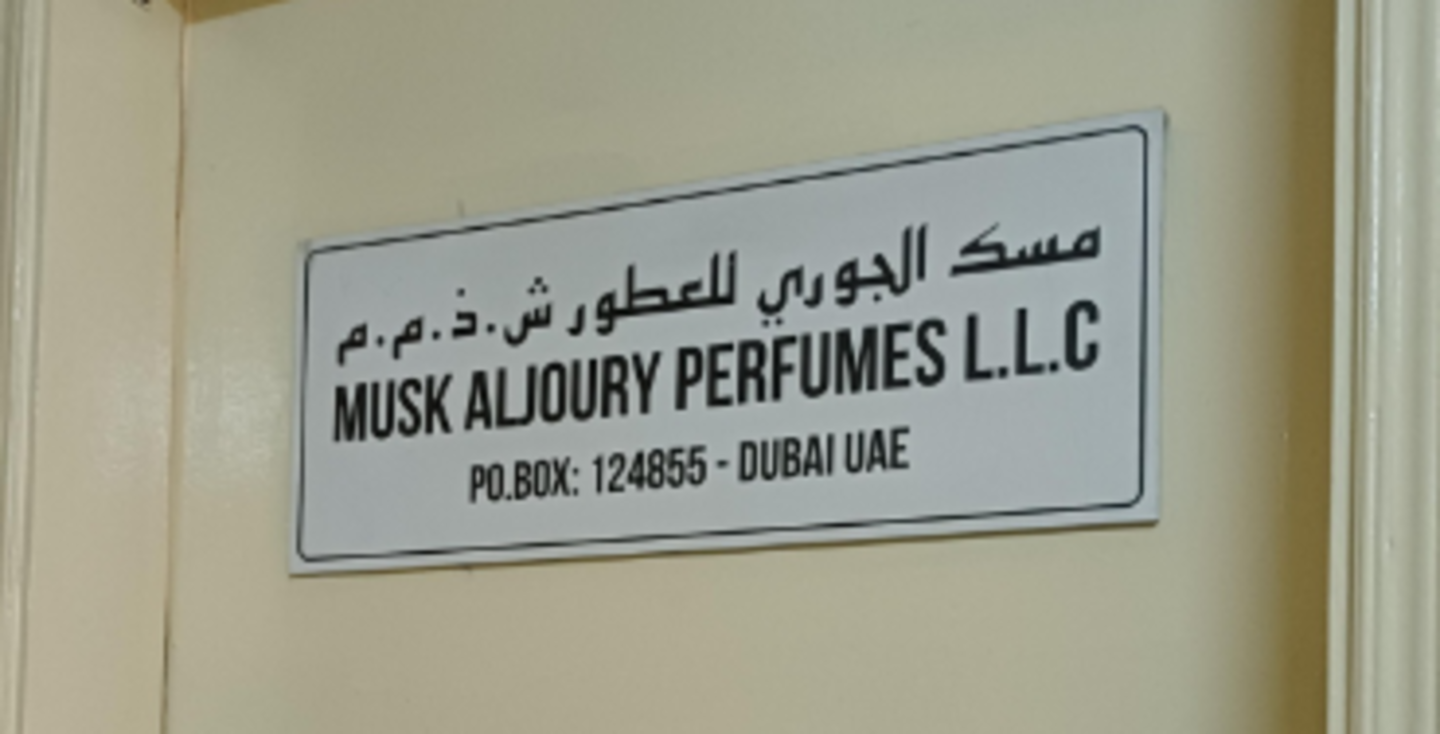 مسك الجوري للعطور ش.ذ.م.م
MUSK ALJOURY PERFUMES L.L.C
PO.BOX: 124855 - DUBAI UAE